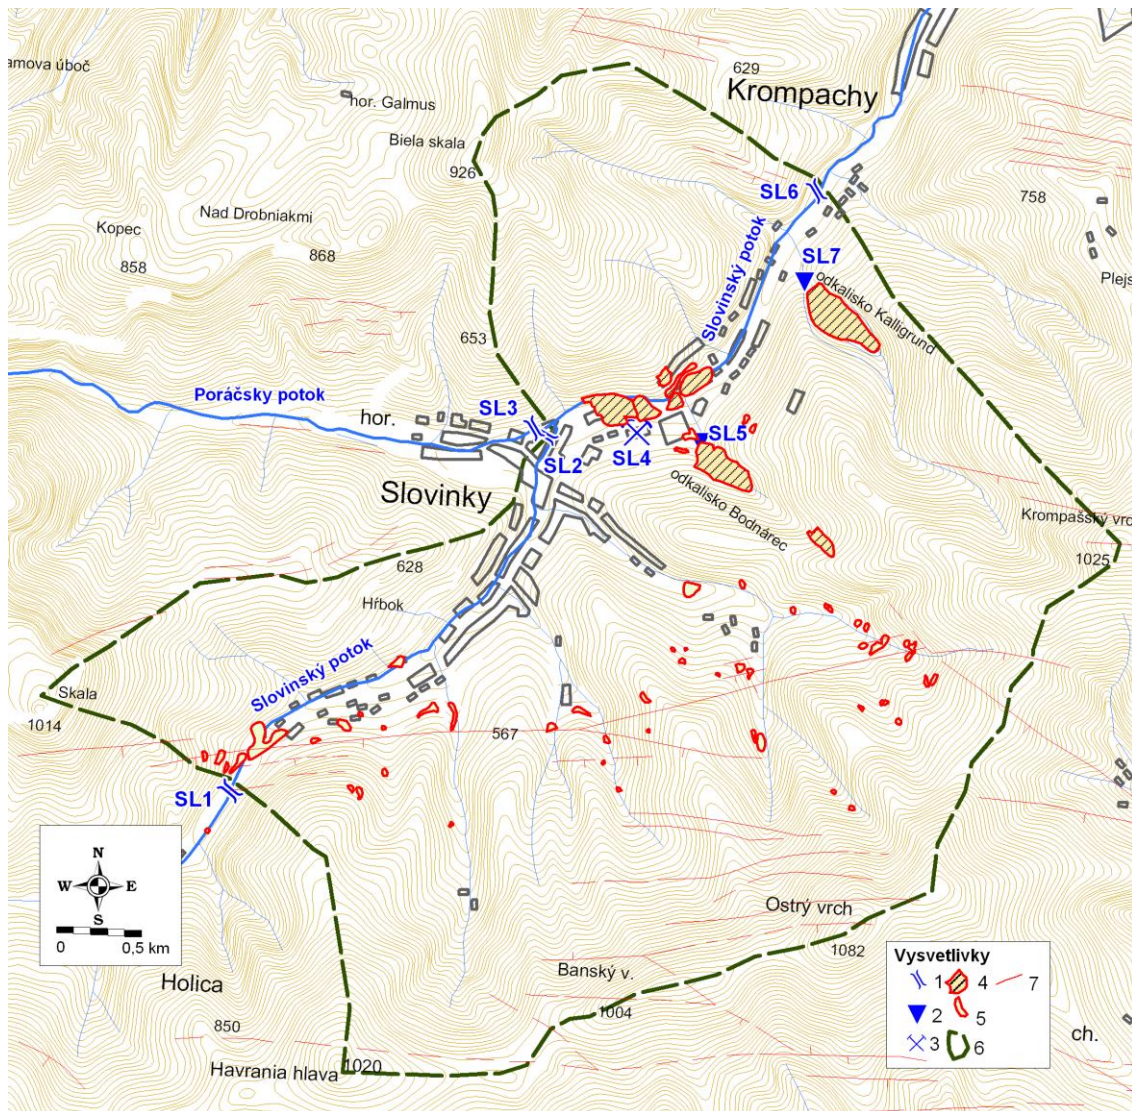 amova úboč
629
Krompachy
hor. Galmus
Biela skala
926
SL6
758
Nad Drobniakmi
Kopec
868
858
Slovinský potok
SL7
odkalisko Kalligrund
Plejs
653
Poráčsky potok
hor.
SL3
SL2
SL4
SL5
Slovinky
odkalisko Bodnárec
Krompašský vrc
1025
628
Hŕbok
Slovinský potok
Skala
1014
567
SL1
N
W E
S
0 0,5 km
Ostrý vrch
1082
Banský v.
Holica
1004
850
1020
Havrania hlava
ch.
Vysvetlivky
1 4 7
2 5
3 6